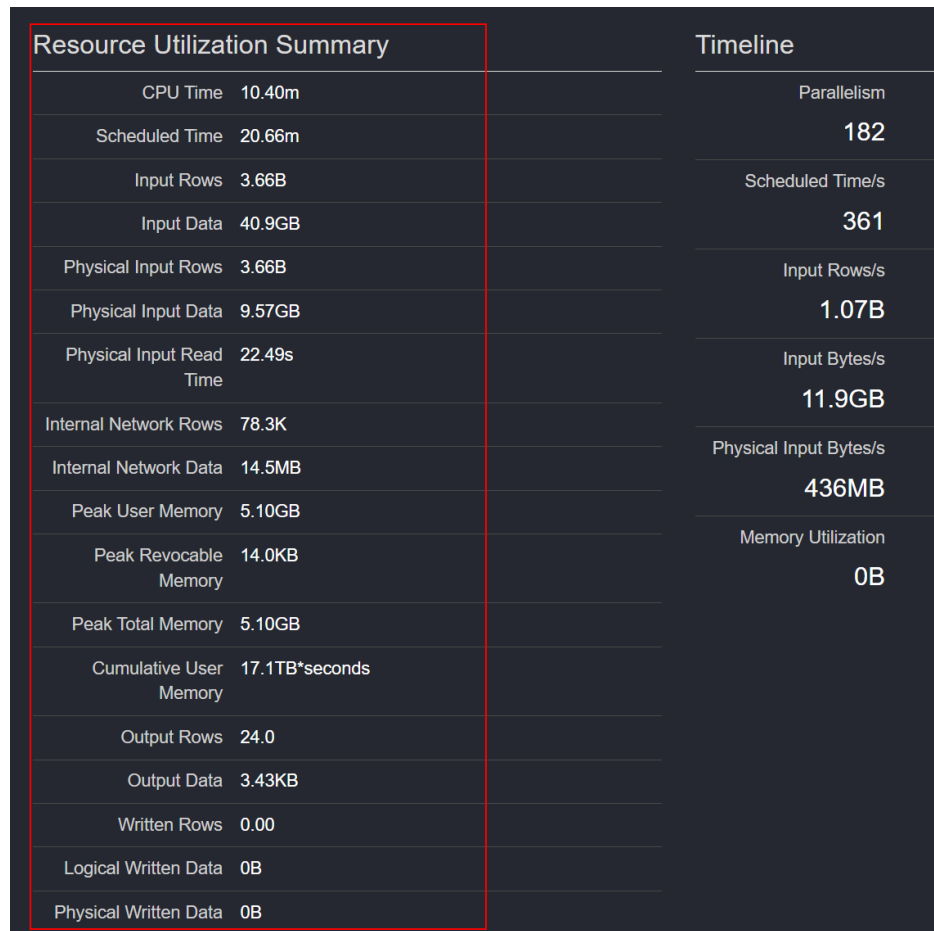 Resource Utilization Summary
CPU Time 10.40m
Scheduled Time 20.66m
Input Rows 3.66B
Input Data 40.9GB
Physical Input Rows 3.66B
Physical Input Data 9.57GB
Physical Input Read 22.49s
Time
Internal Network Rows 78.3K
Internal Network Data 14.5MB
Peak User Memory 5.10GB
Peak Revocable 14.0KB
Memory
Peak Total Memory 5.10GB
Cumulative User 17.1TB*seconds
Memory
Output Rows 24.0
Output Data 3.43KB
Written Rows 0.00
Logical Written Data 0B
Physical Written Data 0B
Timeline
Parallelism
182
Scheduled Time/s
361
Input Rows/s
1.07B
Input Bytes/s
11.9GB
Physical Input Bytes/s
436MB
Memory Utilization
0B